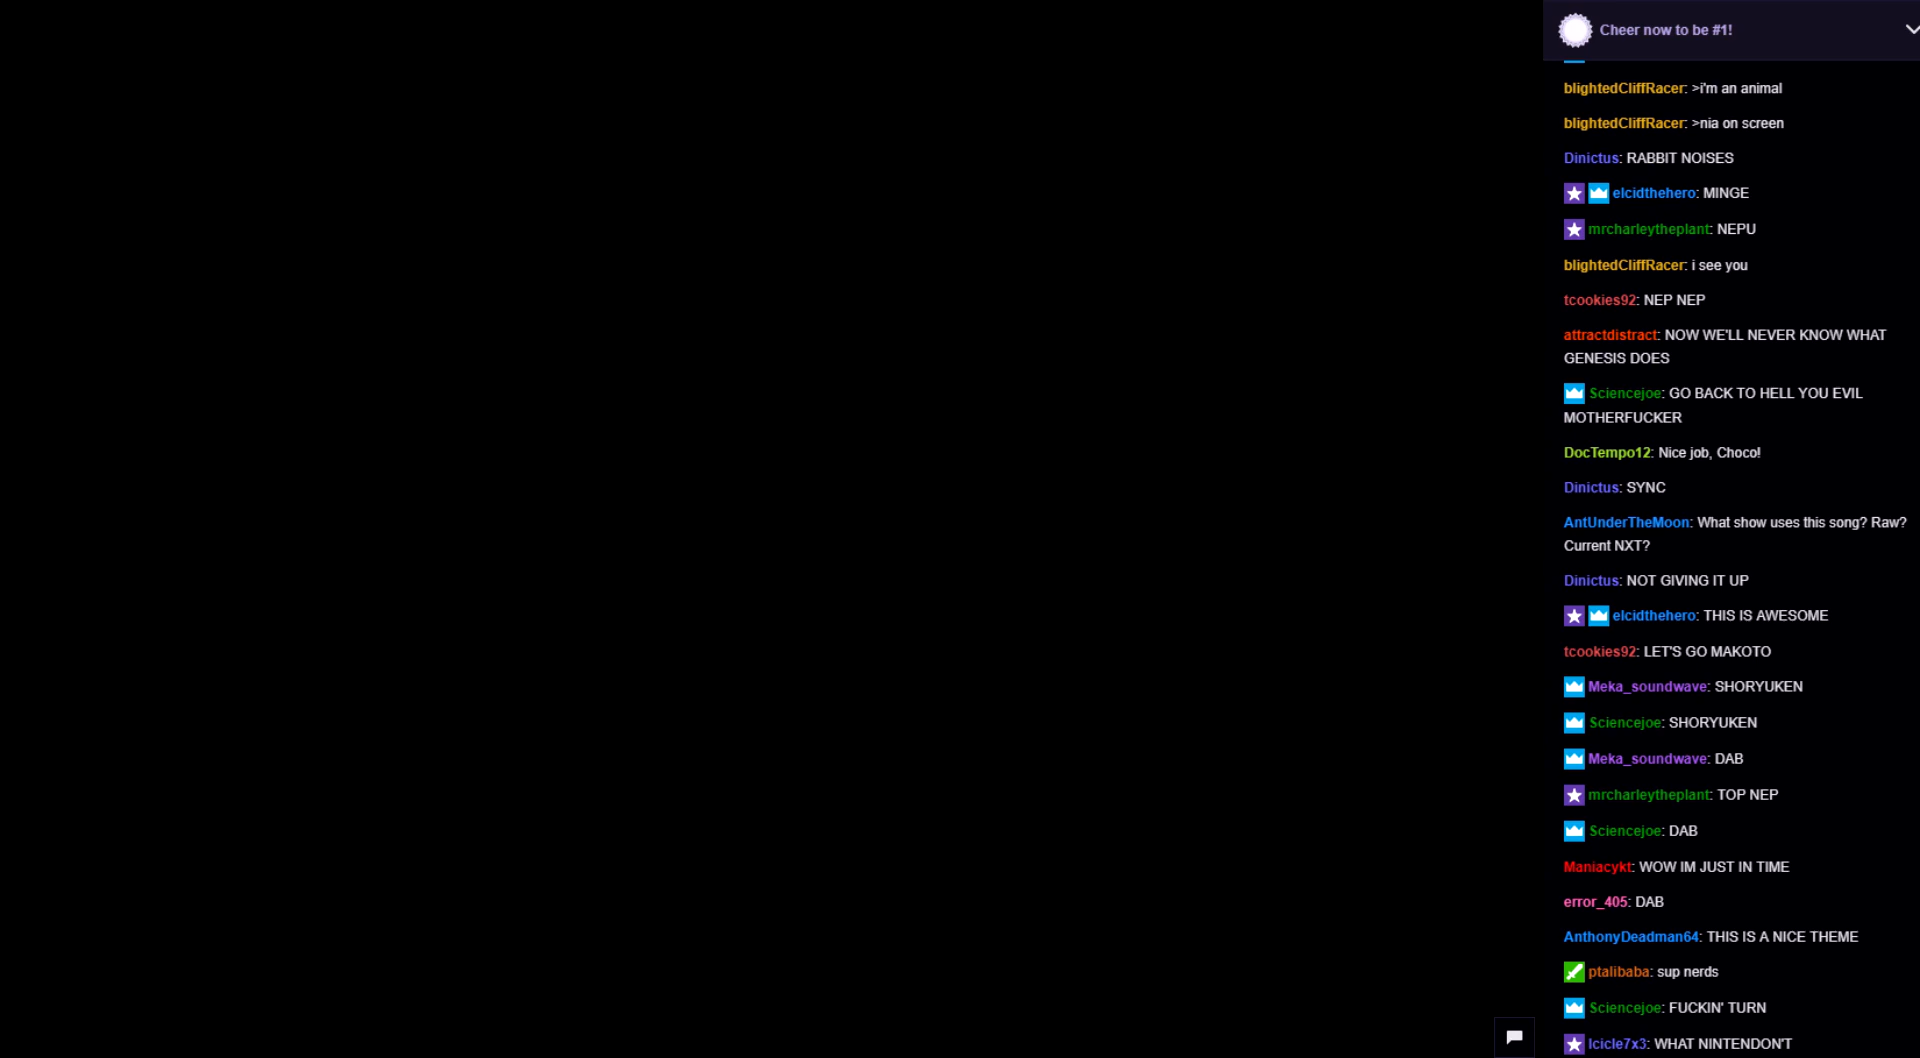 Cheer now to be #1!
blightedCliffRacer: >i'm an animal
blightedCliffRacer: >nia on screen
Dinictus: RABBIT NOISES
elcidthehero: MINGE
mrcharleytheplant: NEPU
blightedCliffRacer: i see you
tcookies92: NEP NEP
attractdistract: NOW WE'LL NEVER KNOW WHAT
GENESIS DOES
Sciencejoe: GO BACK TO HELL YOU EVIL
MOTHERFUCKER
DocTempo12: Nice job, Choco!
Dinictus: SYNC
AntUnderTheMoon: What show uses this song? Raw?
Current NXT?
Dinictus: NOT GIVING IT UP
elcidthehero: THIS IS AWESOME
tcookies92: LET'S GO MAKOTO
Meka_soundwave: SHORYUKEN
Sciencejoe: SHORYUKEN
Meka_soundwave: DAB
mrcharleytheplant: TOP NEP
Sciencejoe: DAB
Maniacykt: WOW IM JUST IN TIME
error_405: DAB
AnthonyDeadman64: THIS IS A NICE THEME
ptalibaba: sup nerds
Sciencejoe: FUCKIN' TURN
Icicle7x3: WHAT NINTENDON'T